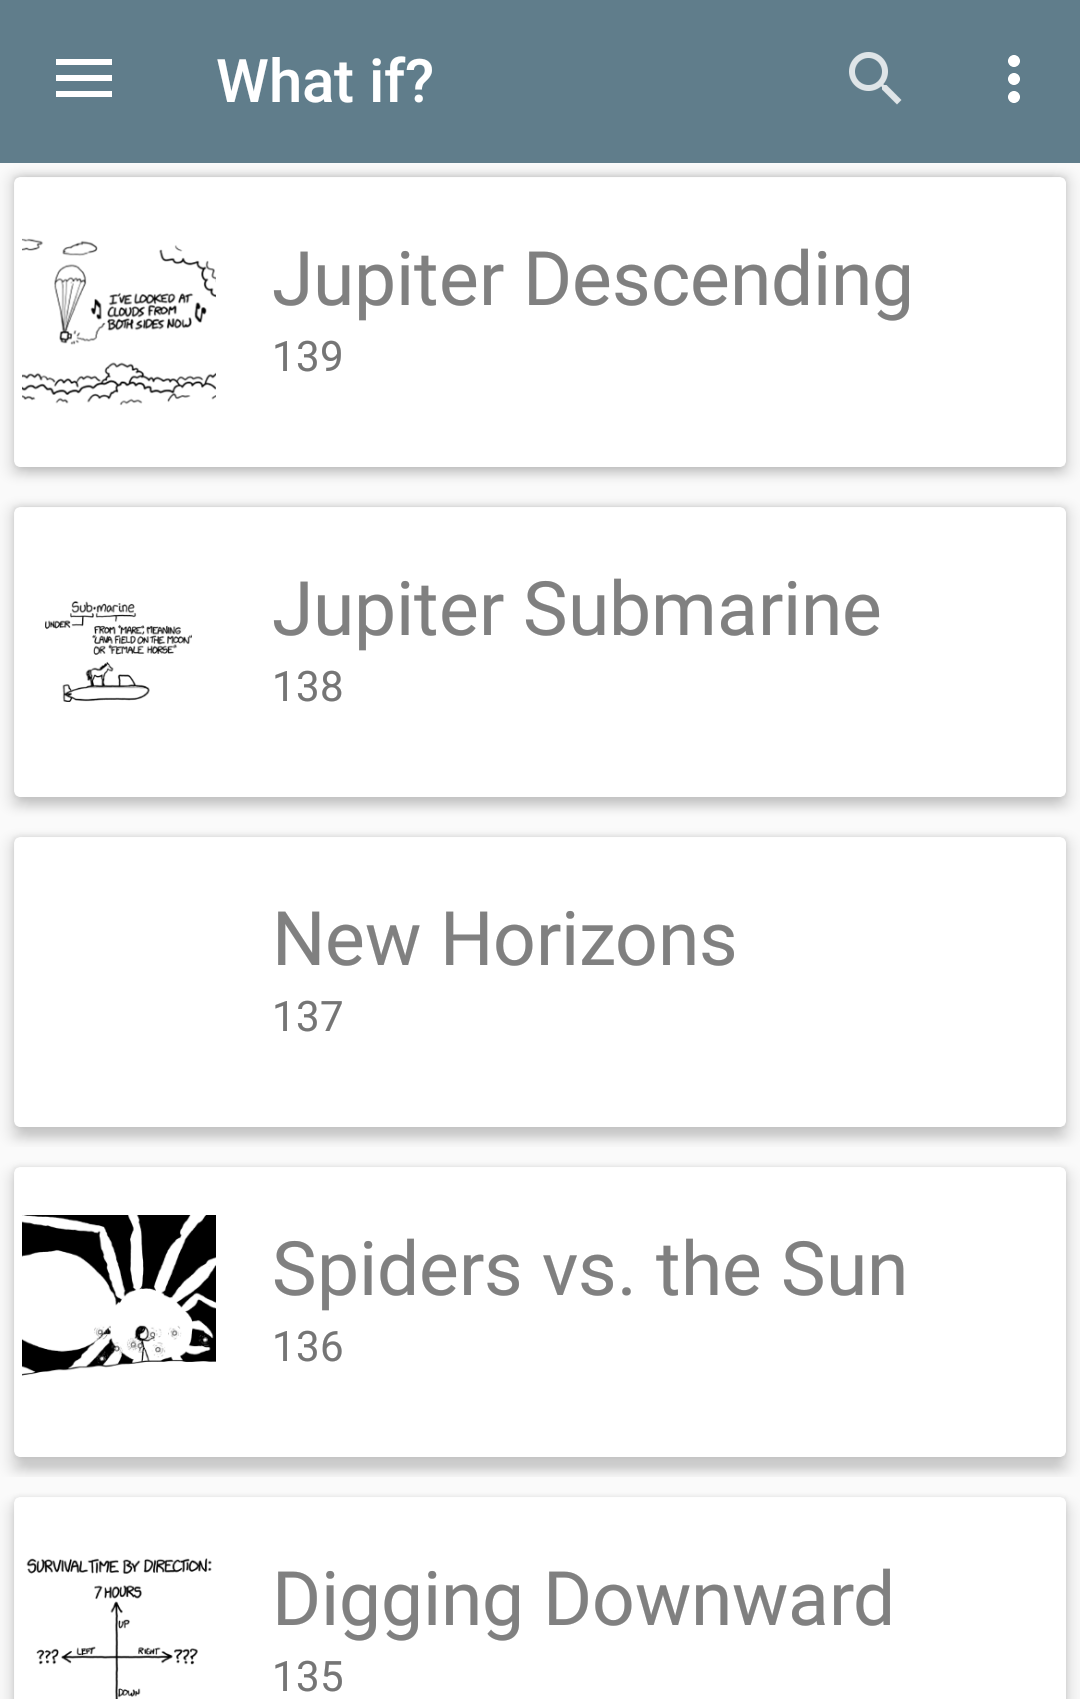 What if?
I'VE LOOKED AT
CLOUDS FROM
BOTH SIDES NOW
Jupiter Descending
139
Sub·marine
UNDER
FROM "MARE", MEANING
"LAVA FIELD ON THE MOON"
OR "FEMALE HORSE"
Jupiter Submarine
138
New Horizons
137
Spiders vs. the Sun
136
SURVIVAL TIME BY DIRECTION:
7 HOURS
UP
??? LEFT RIGHT ???
DOWN
Digging Downward
135